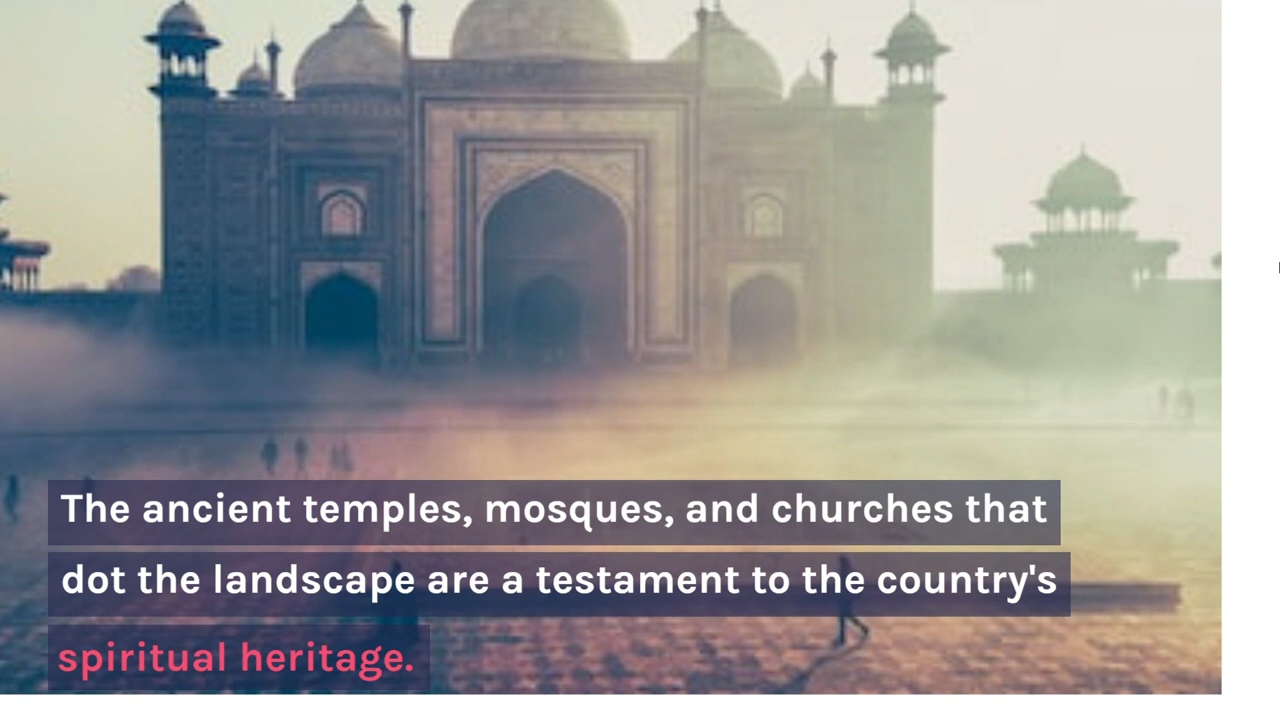 The ancient temples, mosques, and churches that
dot the landscape are a testament to the country's
spiritual heritage.